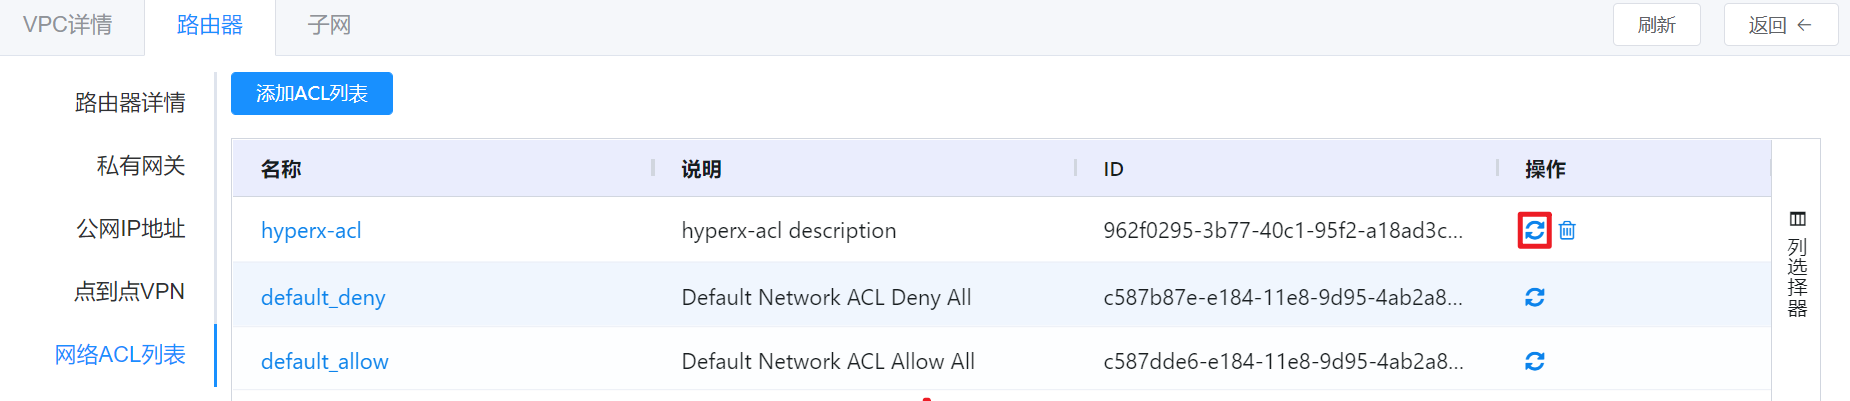 VPC详情 路由器 子网 刷新 返回 ←
路由器详情
私有网关
公网IP地址
点到点VPN
网络ACL列表
添加ACL列表
名称 说明 ID 操作
hyperx-acl hyperx-acl description 962f0295-3b77-40c1-95f2-a18ad3c...
default_deny Default Network ACL Deny All c587b87e-e184-11e8-9d95-4ab2a8...
default_allow Default Network ACL Allow All c587dde6-e184-11e8-9d95-4ab2a8...
列选择器